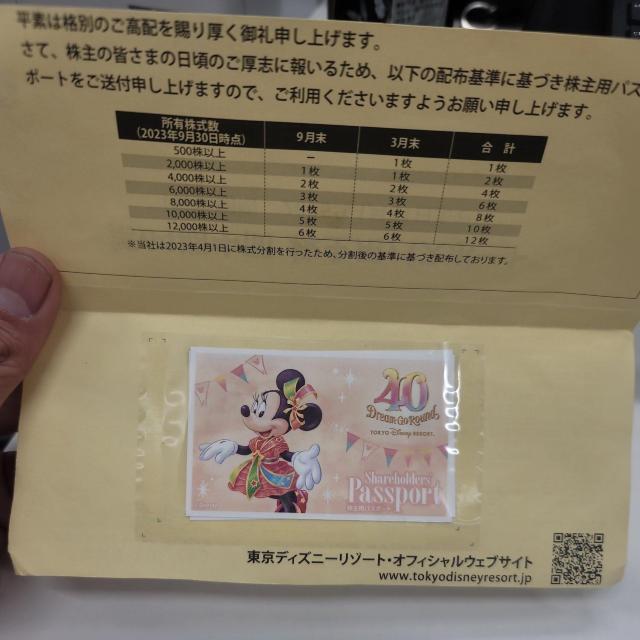 平素は格別のご高配を賜り厚く御礼申し上げます。
さて、株主の皆さまの日頃のご厚志に報いるため、以下の配布基準に基づき株主用パス
ポートをご送付申し上げますので、ご利用くださいますようお願い申し上げます。
所有株式数 9月末 3月末 合計
(2023年9月30日時点)
500株以上 － 1枚 1枚
2,000株以上 1枚 1枚 2枚
4,000株以上 2枚 2枚 4枚
6,000株以上 3枚 3枚 6枚
8,000株以上 4枚 4枚 8枚
10,000株以上 5枚 5枚 10枚
12,000株以上 6枚 6枚 12枚
※当社は2023年4月1日に株式分割を行ったため、分割後の基準に基づき配布しております。
40
Dream-Go-Round
TOKYO DISNEY RESORT.
Shareholders'
Passport
株主用パスポート
© Disney
東京ディズニーリゾート・オフィシャルウェブサイト
www.tokyodisneyresort.jp